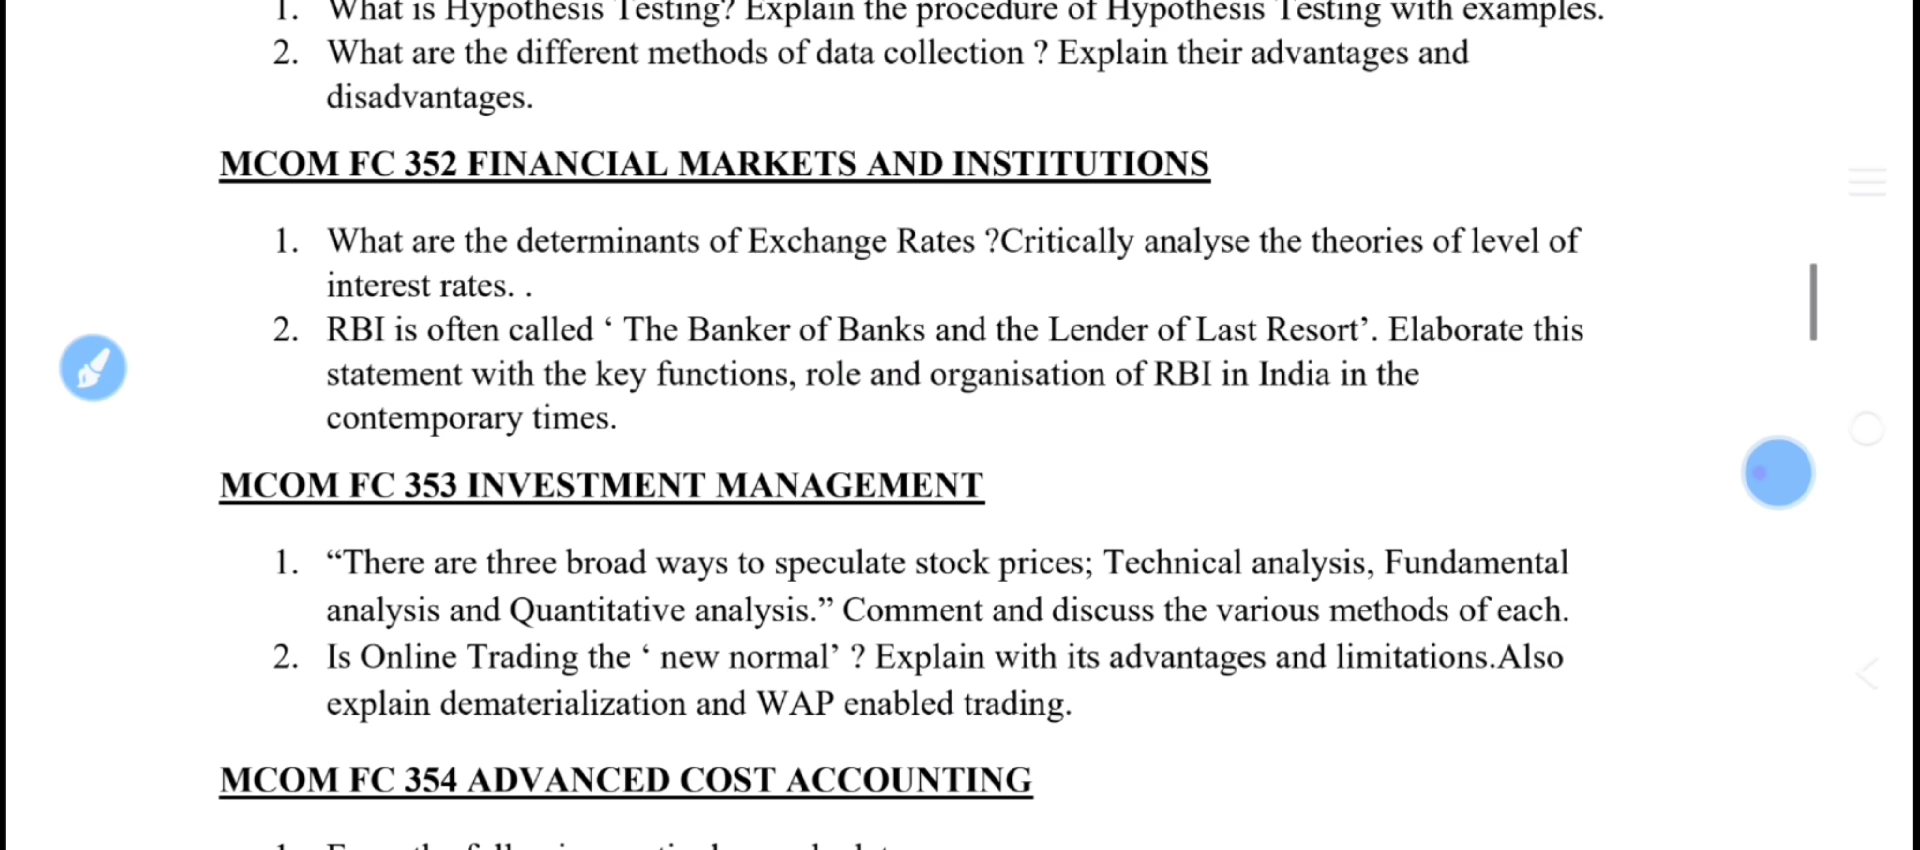 1. What is Hypothesis Testing? Explain the procedure of Hypothesis Testing with examples.
2. What are the different methods of data collection ? Explain their advantages and
disadvantages.
MCOM FC 352 FINANCIAL MARKETS AND INSTITUTIONS
1. What are the determinants of Exchange Rates ?Critically analyse the theories of level of
interest rates. .
2. RBI is often called ‘ The Banker of Banks and the Lender of Last Resort’. Elaborate this
statement with the key functions, role and organisation of RBI in India in the
contemporary times.
MCOM FC 353 INVESTMENT MANAGEMENT
1. “There are three broad ways to speculate stock prices; Technical analysis, Fundamental
analysis and Quantitative analysis.” Comment and discuss the various methods of each.
2. Is Online Trading the ‘ new normal’ ? Explain with its advantages and limitations.Also
explain dematerialization and WAP enabled trading.
MCOM FC 354 ADVANCED COST ACCOUNTING